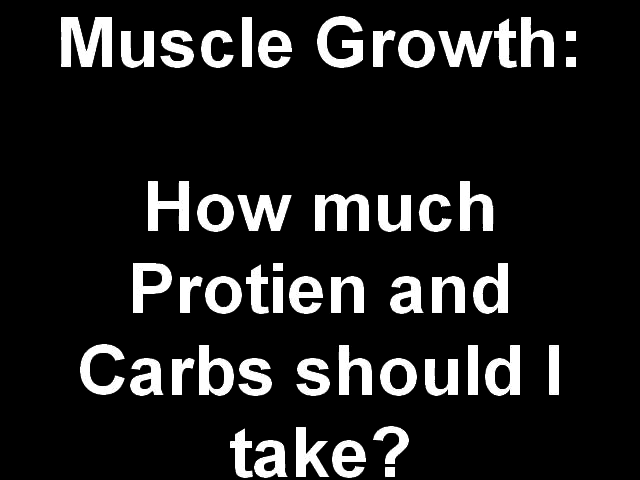 Muscle Growth:
How much
Protien and
Carbs should I
take?